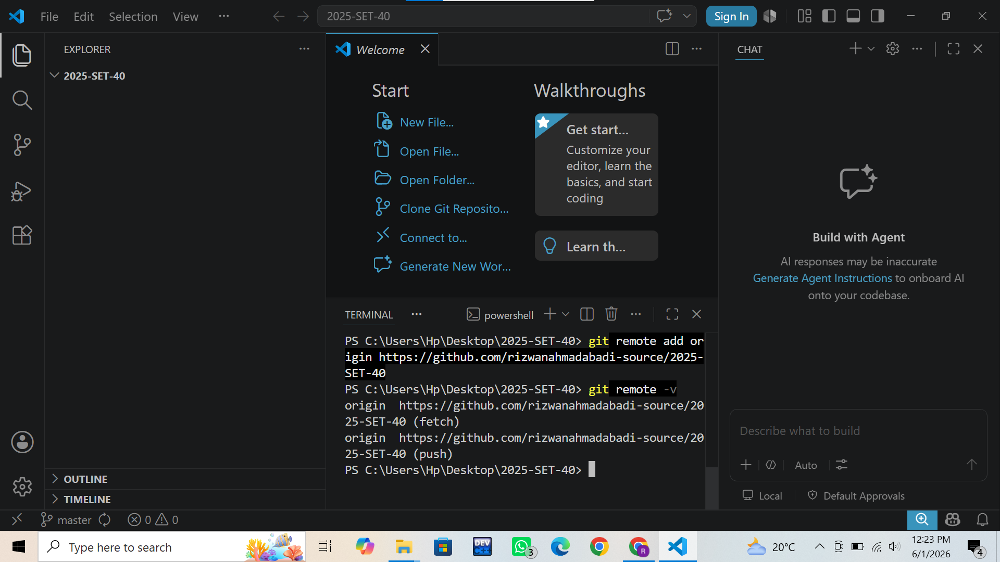 File Edit Selection View ···
2025-SET-40
Sign In
EXPLORER
2025-SET-40
OUTLINE
TIMELINE
Welcome
Start
New File...
Open File...
Open Folder...
Clone Git Reposito...
Connect to...
Generate New Wor...
Walkthroughs
Get start...
Customize your
editor, learn the
basics, and start
coding
Learn th...
TERMINAL
powershell
PS C:\Users\Hp\Desktop\2025-SET-40> git remote add or
igin https://github.com/rizwanahmadabadi-source/2025-
SET-40
PS C:\Users\Hp\Desktop\2025-SET-40> git remote -v
origin  https://github.com/rizwanahmadabadi-source/20
25-SET-40 (fetch)
origin  https://github.com/rizwanahmadabadi-source/20
25-SET-40 (push)
PS C:\Users\Hp\Desktop\2025-SET-40>
CHAT
Build with Agent
AI responses may be inaccurate
Generate Agent Instructions to onboard AI
onto your codebase.
Describe what to build
Auto
Local
Default Approvals
master
0 0
Type here to search
DEV C++
3
R
20°C
12:23 PM
6/1/2026
4